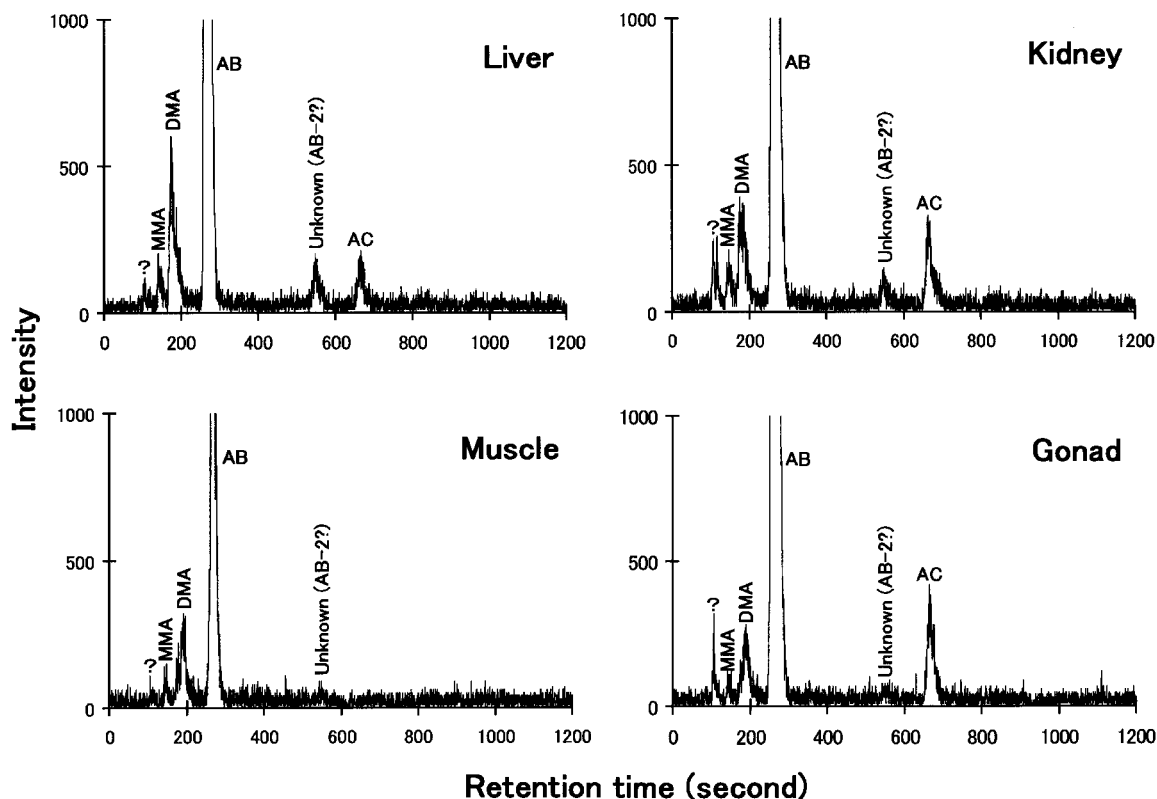 1000
500
0
0 200 400 600 800 1000 1200
Liver
?
MMA
DMA
AB
Unknown (AB-2?)
AC
1000
500
0
0 200 400 600 800 1000 1200
Kidney
?
MMA
DMA
AB
Unknown (AB-2?)
AC
Intensity
1000
500
0
0 200 400 600 800 1000 1200
Muscle
?
MMA
DMA
AB
Unknown (AB-2?)
1000
500
0
0 200 400 600 800 1000 1200
Gonad
?
MMA
DMA
AB
Unknown (AB-2?)
AC
Retention time (second)